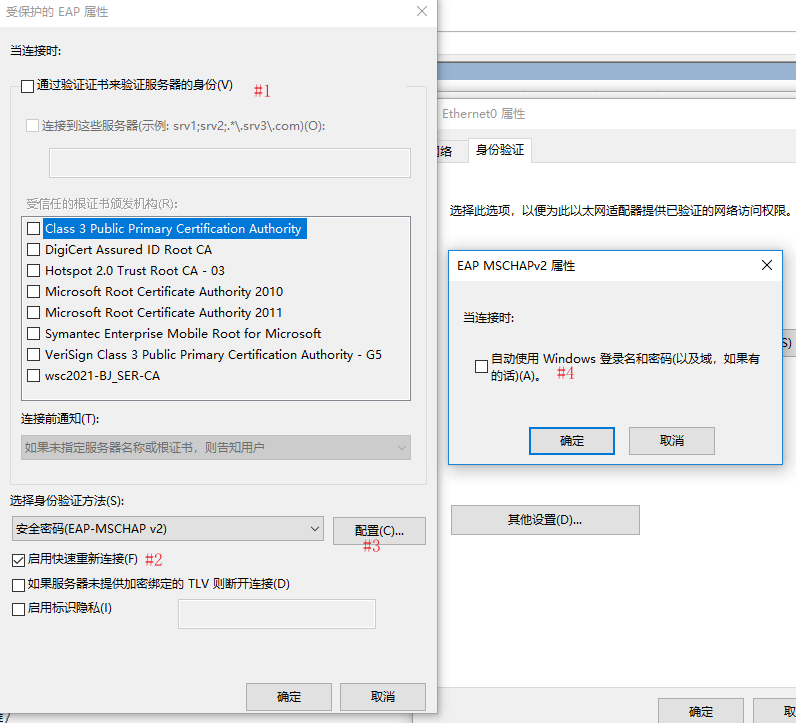 受保护的 EAP 属性
当连接时:
通过验证证书来验证服务器的身份(V)
#1
连接到这些服务器(示例: srv1;srv2;.*\.srv3\.com)(O):
受信任的根证书颁发机构(R):
Class 3 Public Primary Certification Authority
DigiCert Assured ID Root CA
Hotspot 2.0 Trust Root CA - 03
Microsoft Root Certificate Authority 2010
Microsoft Root Certificate Authority 2011
Symantec Enterprise Mobile Root for Microsoft
VeriSign Class 3 Public Primary Certification Authority - G5
wsc2021-BJ_SER-CA
连接前通知(T):
如果未指定服务器名称或根证书，则告知用户
选择身份验证方法(S):
安全密码(EAP-MSCHAP v2)
配置(C)...
#3
启用快速重新连接(F)
#2
如果服务器未提供加密绑定的 TLV 则断开连接(D)
启用标识隐私(I)
确定
取消
Ethernet0 属性
络
身份验证
选择此选项，以便为此以太网适配器提供已验证的网络访问权限。
EAP MSCHAPv2 属性
当连接时:
自动使用 Windows 登录名和密码(以及域，如果有
的话)(A)。
#4
确定
取消
S)
其他设置(D)...
确定
取